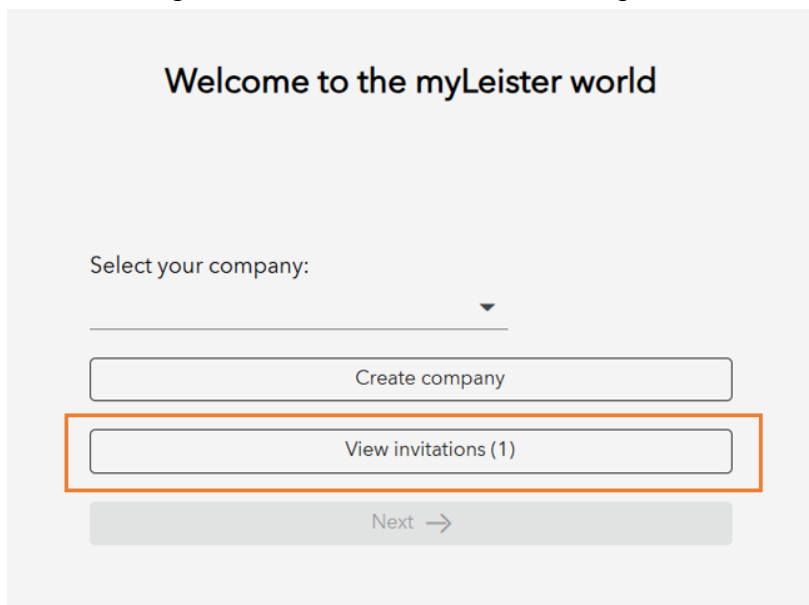 Welcome to the myLeister world
Select your company:
Create company
View invitations (1)
Next →